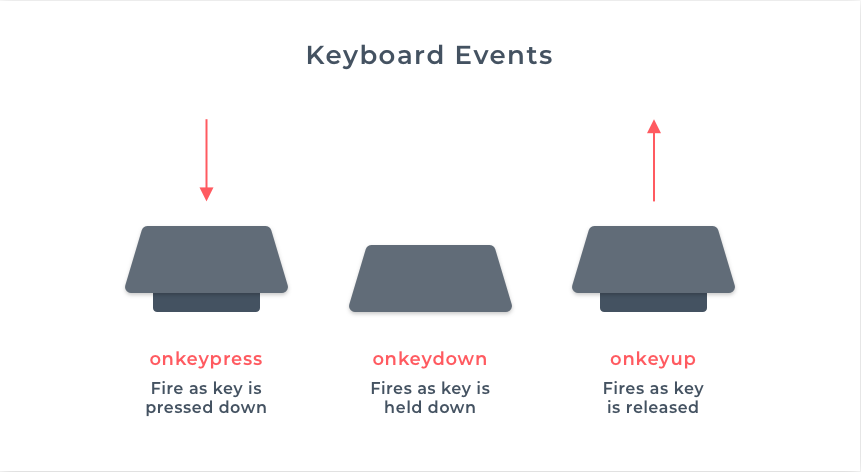 Keyboard Events
onkeypress
Fire as key is
pressed down
onkeydown
Fires as key is
held down
onkeyup
Fires as key
is released